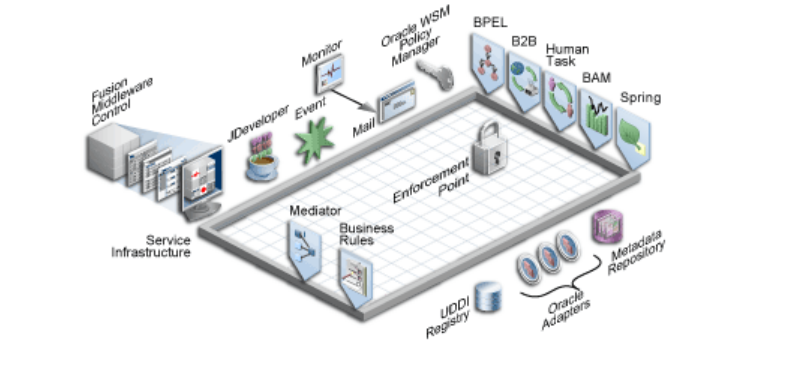 BPEL
B2B
Human
Task
BAM
Spring
Oracle WSM
Policy
Manager
Monitor
Mail
Event
JDeveloper
Fusion
Middleware
Control
Enforcement
Point
Mediator
Business
Rules
Service
Infrastructure
Metadata
Repository
Oracle
Adapters
UDDI
Registry